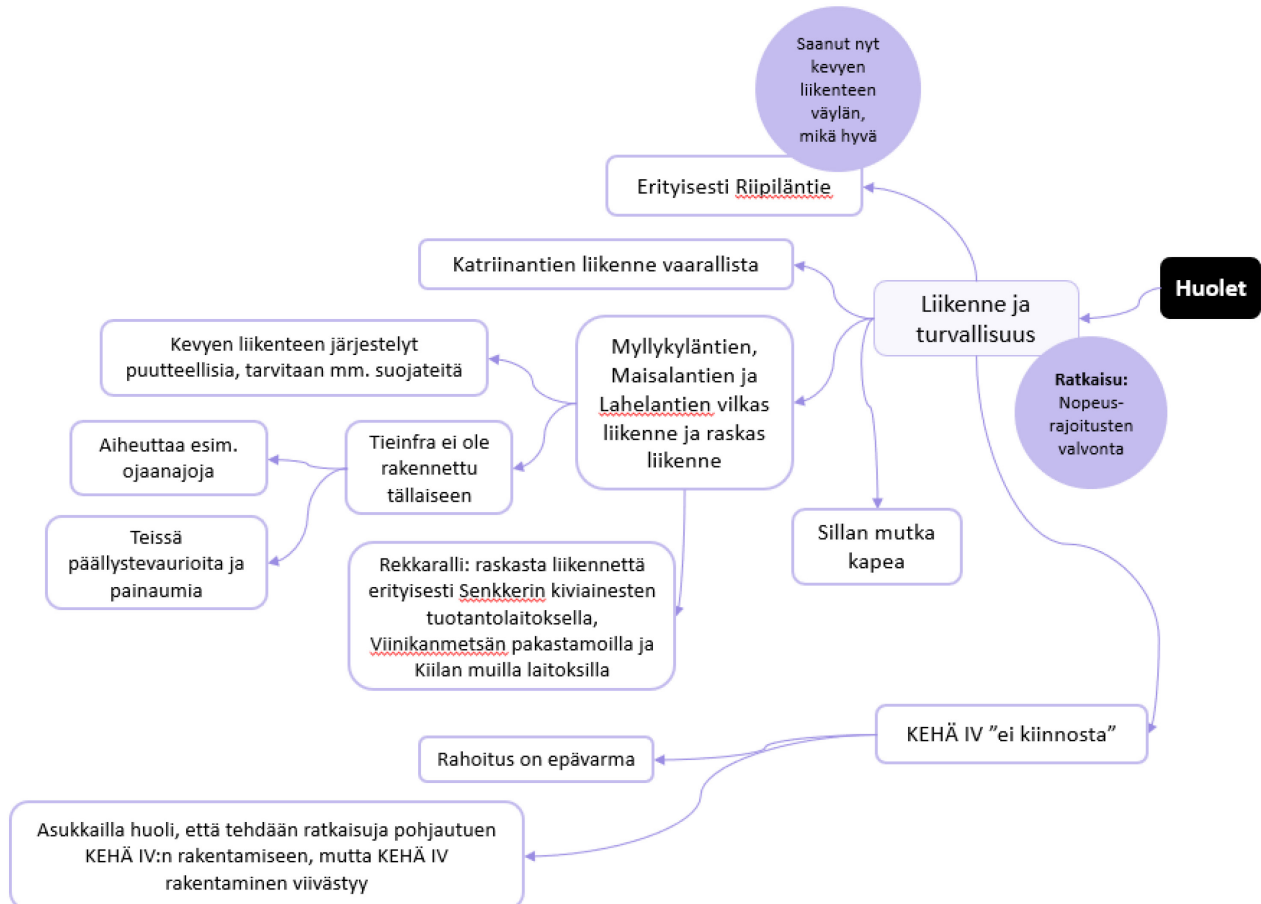 Saanut nyt
kevyen
liikenteen
väylän,
mikä hyvä
Erityisesti Riipiläntie
Katriinantien liikenne vaarallista
Huolet
Liikenne ja
turvallisuus
Ratkaisu:
Nopeus-
rajoitusten
valvonta
Myllykyläntien,
Maisalantien ja
Lahelantien vilkas
liikenne ja raskas
liikenne
Kevyen liikenteen järjestelyt
puutteellisia, tarvitaan mm. suojateitä
Tieinfra ei ole
rakennettu
tällaiseen
Aiheuttaa esim.
ojaanajoja
Teissä
päällystevaurioita ja
painaumia
Rekkaralli: raskasta liikennettä
erityisesti Senkkerin kiviainesten
tuotantolaitoksella,
Viinikanmetsän pakastamoilla ja
Kiilan muilla laitoksilla
Sillan mutka
kapea
KEHÄ IV ”ei kiinnosta”
Rahoitus on epävarma
Asukkailla huoli, että tehdään ratkaisuja pohjautuen
KEHÄ IV:n rakentamiseen, mutta KEHÄ IV
rakentaminen viivästyy